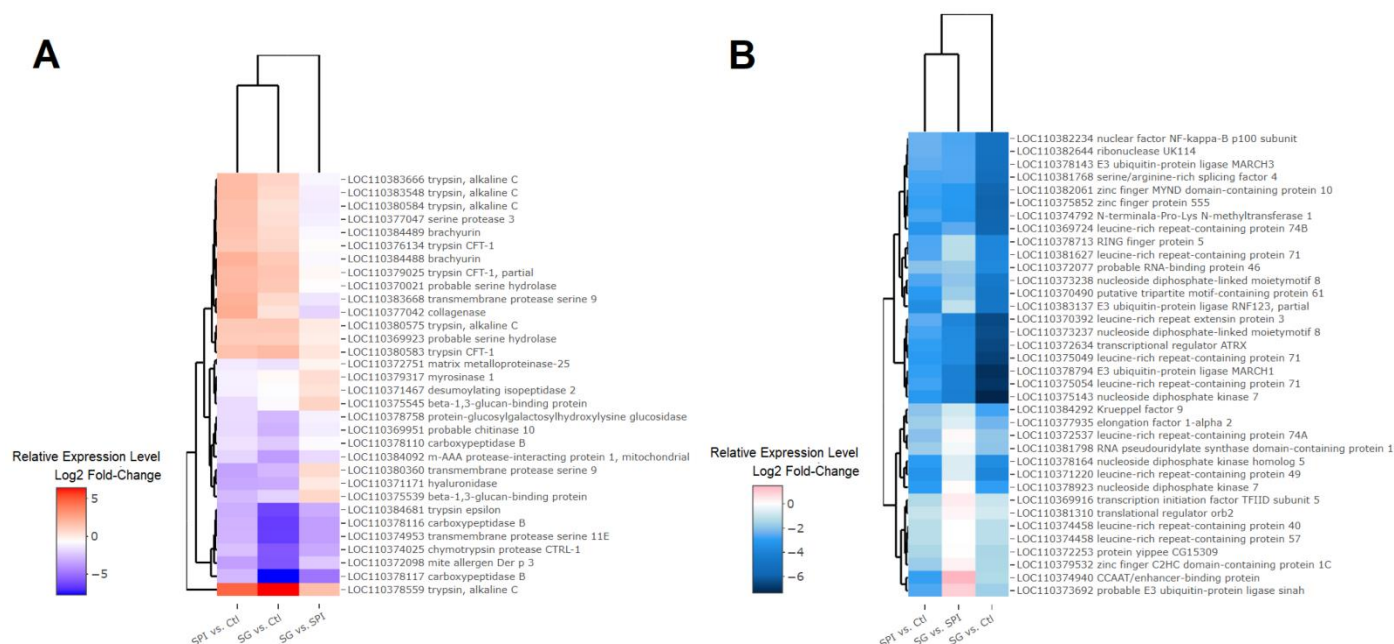 A
LOC110383666 trypsin, alkaline C
LOC110383548 trypsin, alkaline C
LOC110380584 trypsin, alkaline C
LOC110377047 serine protease 3
LOC110384489 brachyurin
LOC110376134 trypsin CFT-1
LOC110384488 brachyurin
LOC110379025 trypsin CFT-1, partial
LOC110370021 probable serine hydrolase
LOC110383668 transmembrane protease serine 9
LOC110377042 collagenase
LOC110380575 trypsin, alkaline C
LOC110369923 probable serine hydrolase
LOC110380583 trypsin CFT-1
LOC110372751 matrix metalloproteinase-25
LOC110379317 myrosinase 1
LOC110371467 desumoylating isopeptidase 2
LOC110375545 beta-1,3-glucan-binding protein
LOC110378758 protein-glucosylgalactosylhydroxylysine glucosidase
LOC110369951 probable chitinase 10
LOC110378110 carboxypeptidase B
LOC110384092 m-AAA protease-interacting protein 1, mitochondrial
LOC110380360 transmembrane protease serine 9
LOC110371171 hyaluronidase
LOC110375539 beta-1,3-glucan-binding protein
LOC110384681 trypsin epsilon
LOC110378116 carboxypeptidase B
LOC110374953 transmembrane protease serine 11E
LOC110374025 chymotrypsin protease CTRL-1
LOC110372098 mite allergen Der p 3
LOC110378117 carboxypeptidase B
LOC110378559 trypsin, alkaline C
Relative Expression Level
Log2 Fold-Change
5
0
−5
SPI vs. Ctl
SG vs. Ctl
SG vs. SPI
B
LOC110382234 nuclear factor NF-kappa-B p100 subunit
LOC110382644 ribonuclease UK114
LOC110378143 E3 ubiquitin-protein ligase MARCH3
LOC110381768 serine/arginine-rich splicing factor 4
LOC110382061 zinc finger MYND domain-containing protein 10
LOC110375852 zinc finger protein 555
LOC110374792 N-terminala-Pro-Lys N-methyltransferase 1
LOC110369724 leucine-rich repeat-containing protein 74B
LOC110378713 RING finger protein 5
LOC110381627 leucine-rich repeat-containing protein 71
LOC110372077 probable RNA-binding protein 46
LOC110373238 nucleoside diphosphate-linked moietymotif 8
LOC110370490 putative tripartite motif-containing protein 61
LOC110383137 E3 ubiquitin-protein ligase RNF123, partial
LOC110370392 leucine-rich repeat extensin protein 3
LOC110373237 nucleoside diphosphate-linked moietymotif 8
LOC110372634 transcriptional regulator ATRX
LOC110375049 leucine-rich repeat-containing protein 71
LOC110378794 E3 ubiquitin-protein ligase MARCH1
LOC110375054 leucine-rich repeat-containing protein 71
LOC110375143 nucleoside diphosphate kinase 7
LOC110384292 Krueppel factor 9
LOC110377935 elongation factor 1-alpha 2
LOC110372537 leucine-rich repeat-containing protein 74A
LOC110381798 RNA pseudouridylate synthase domain-containing protein 1
LOC110378164 nucleoside diphosphate kinase homolog 5
LOC110371220 leucine-rich repeat-containing protein 49
LOC110378923 nucleoside diphosphate kinase 7
LOC110369916 transcription initiation factor TFIID subunit 5
LOC110381310 translational regulator orb2
LOC110374458 leucine-rich repeat-containing protein 40
LOC110374458 leucine-rich repeat-containing protein 57
LOC110372253 protein yippee CG15309
LOC110379532 zinc finger C2HC domain-containing protein 1C
LOC110374940 CCAAT/enhancer-binding protein
LOC110373692 probable E3 ubiquitin-protein ligase sinah
Relative Expression Level
Log2 Fold-Change
0
−2
−4
−6
SPI vs. Ctl
SG vs. SPI
SG vs. Ctl